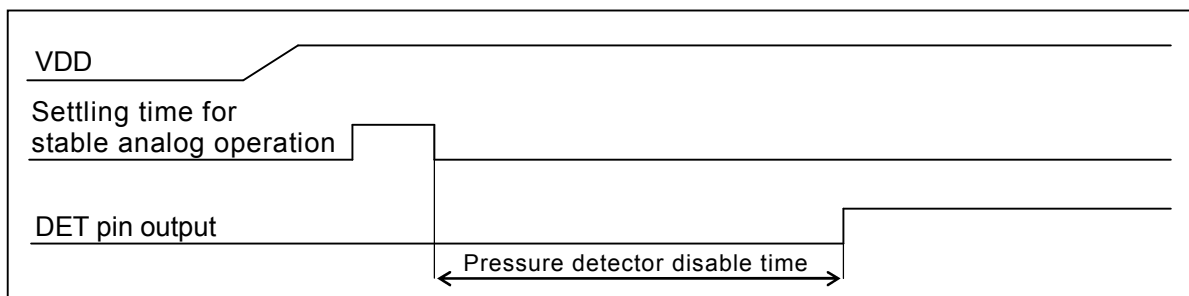 VDD
Settling time for
stable analog operation
DET pin output
Pressure detector disable time